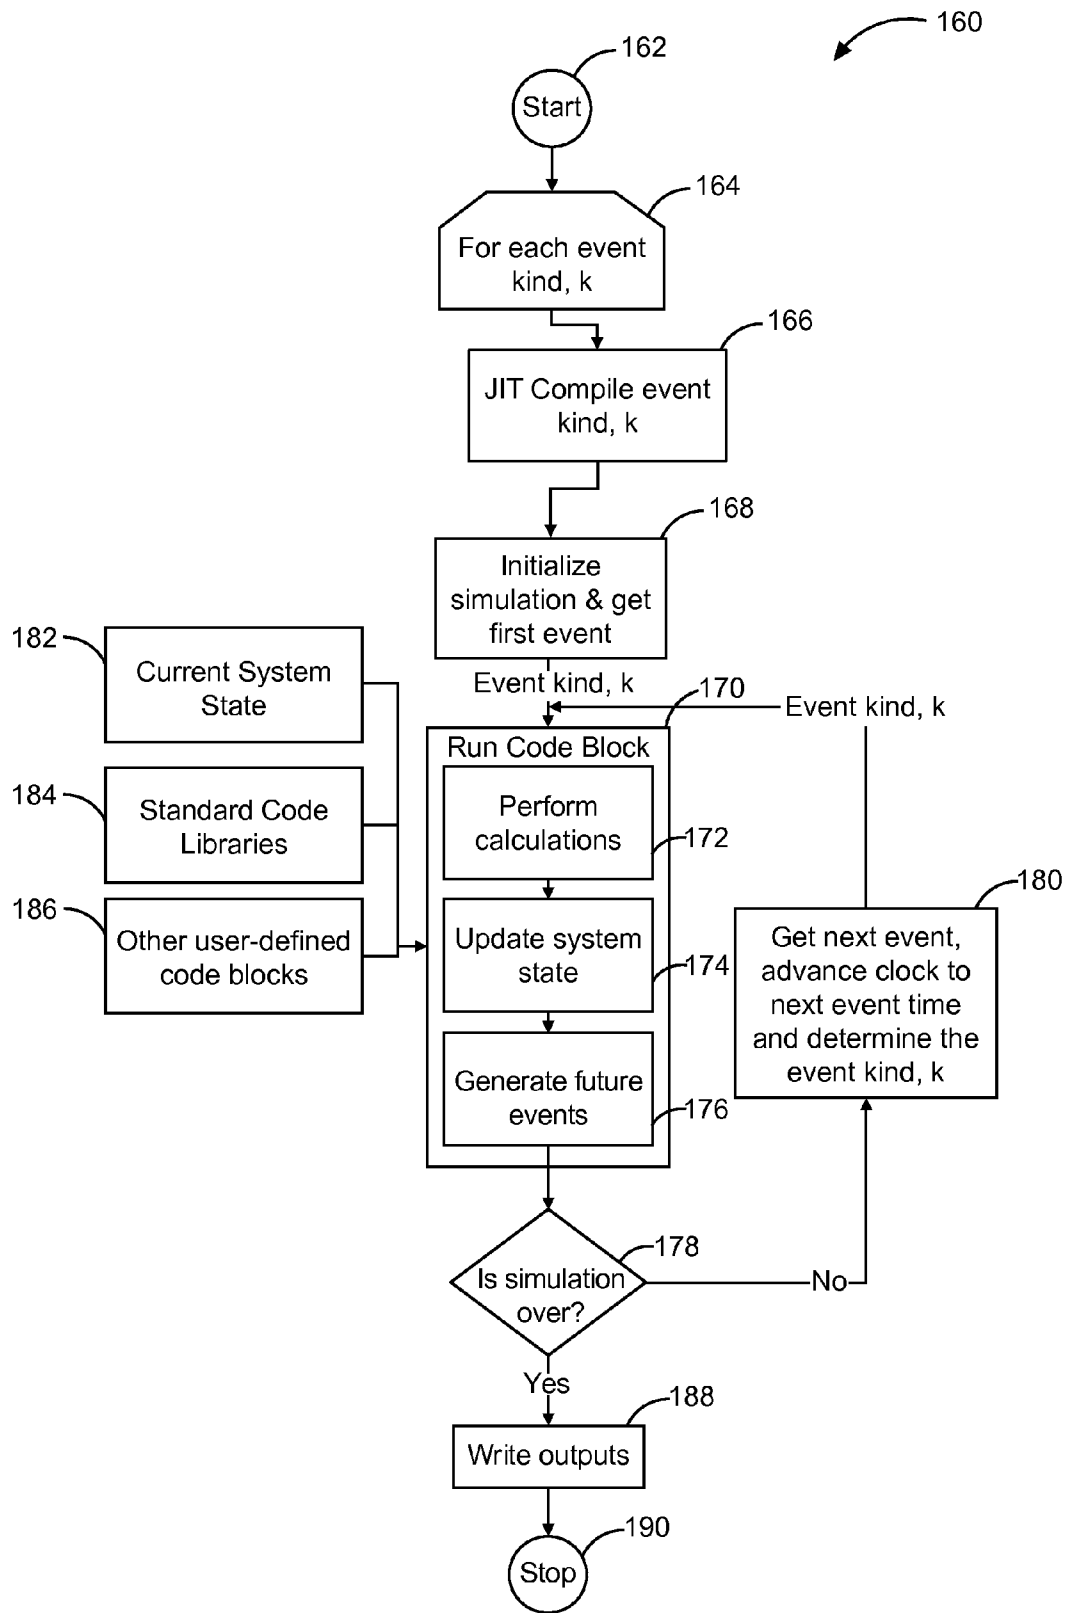 160
162
Start
164
For each event
kind, k
166
JIT Compile event
kind, k
168
Initialize
simulation & get
first event
Event kind, k
170
Event kind, k
182
Current System
State
184
Standard Code
Libraries
186
Other user-defined
code blocks
Run Code Block
Perform
calculations
172
Update system
state
174
Generate future
events
176
180
Get next event,
advance clock to
next event time
and determine the
event kind, k
178
Is simulation
over?
No
Yes
188
Write outputs
190
Stop